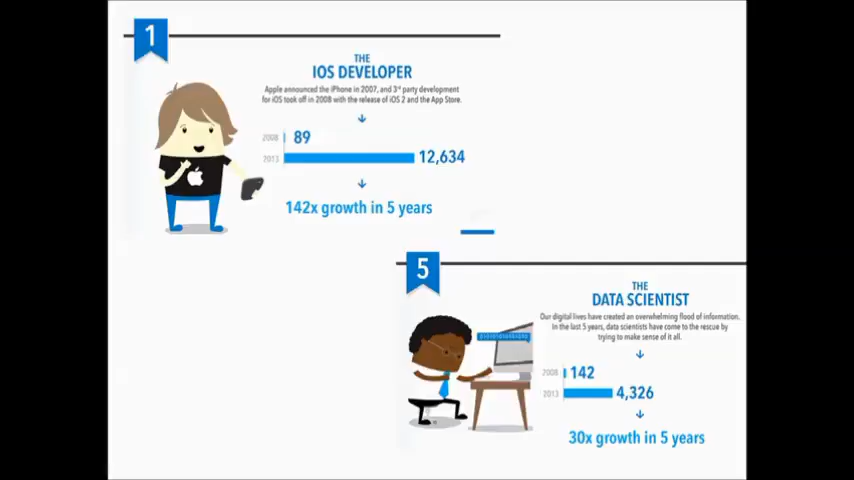 1
THE
IOS DEVELOPER
Apple announced the iPhone in 2007, and 3rd party development
for iOS took off in 2008 with the release of iOS 2 and the App Store.
2008 89
2013 12,634
142x growth in 5 years
5
THE
DATA SCIENTIST
Our digital lives have created an overwhelming flood of information.
In the last 5 years, data scientists have come to the rescue by
trying to make sense of it all.
2008 142
2013 4,326
30x growth in 5 years